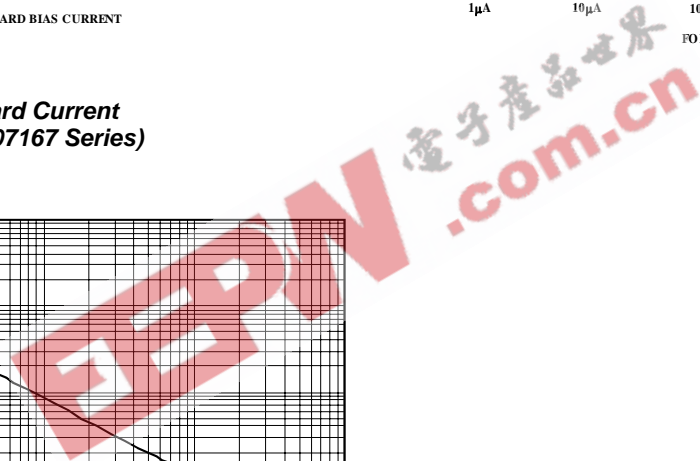 ARD BIAS CURRENT
1µA 10µA 10
FO
ard Current
07167 Series)
EEPW 電子產品世界
.com.cn